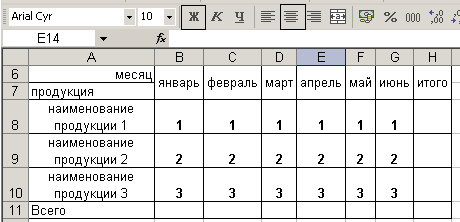 Arial Cyr 10 Ж К Ч % 000 ,00
E14 fx
A B C D E F G H
6 месяц январь февраль март апрель май июнь итого
7 продукция
8 наименование
продукции 1 1 1 1 1 1 1
9 наименование
продукции 2 2 2 2 2 2 2
10 наименование
продукции 3 3 3 3 3 3 3
11 Всего